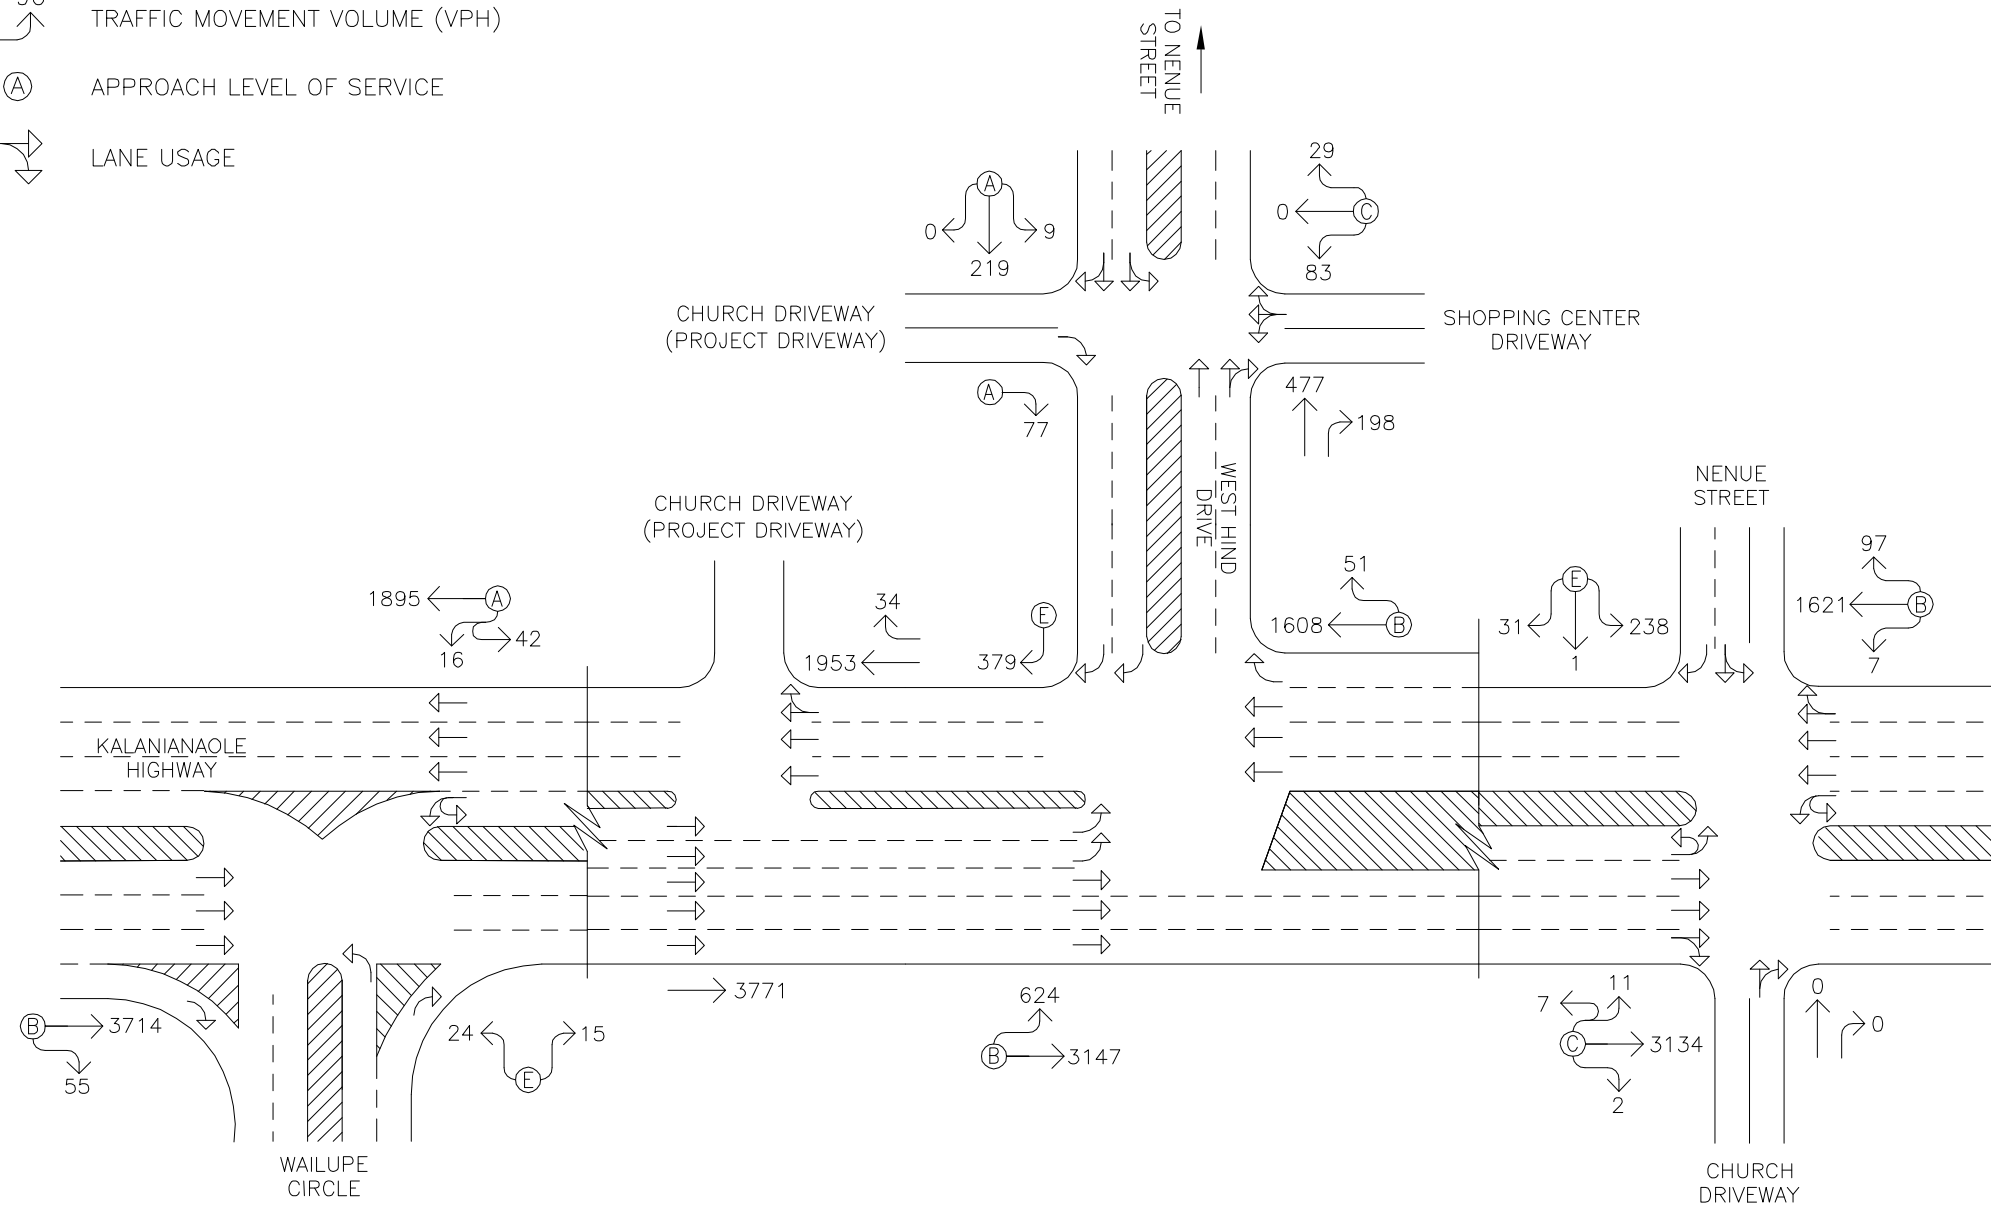 TRAFFIC MOVEMENT VOLUME (VPH)
A
APPROACH LEVEL OF SERVICE
LANE USAGE
TO NENUE
STREET
A
0
9
219
29
0
C
83
CHURCH DRIVEWAY
(PROJECT DRIVEWAY)
SHOPPING CENTER
DRIVEWAY
A
77
477
198
WEST HIND
DRIVE
NENUE
STREET
CHURCH DRIVEWAY
(PROJECT DRIVEWAY)
1895
A
42
16
34
1953
E
379
51
1608
B
E
31
238
1
97
1621
B
7
KALANIANAOLE
HIGHWAY
B
3714
55
24
15
E
3771
624
B
3147
7
11
C
3134
2
0
0
WAILUPE
CIRCLE
CHURCH
DRIVEWAY